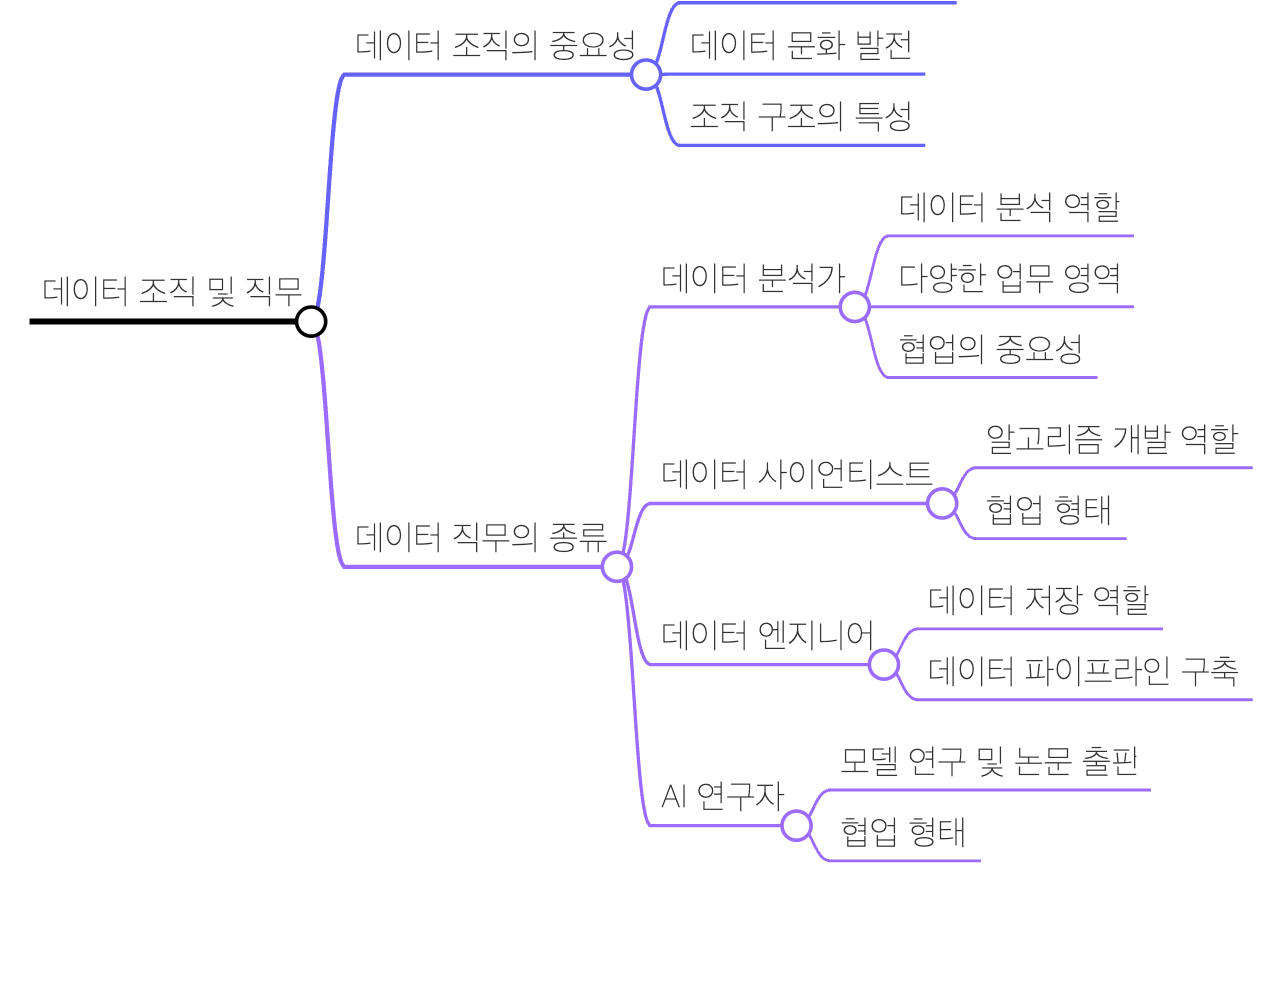 데이터 조직 및 직무
데이터 조직의 중요성
데이터 문화 발전
조직 구조의 특성
데이터 직무의 종류
데이터 분석가
데이터 분석 역할
다양한 업무 영역
협업의 중요성
데이터 사이언티스트
알고리즘 개발 역할
협업 형태
데이터 엔지니어
데이터 저장 역할
데이터 파이프라인 구축
AI 연구자
모델 연구 및 논문 출판
협업 형태